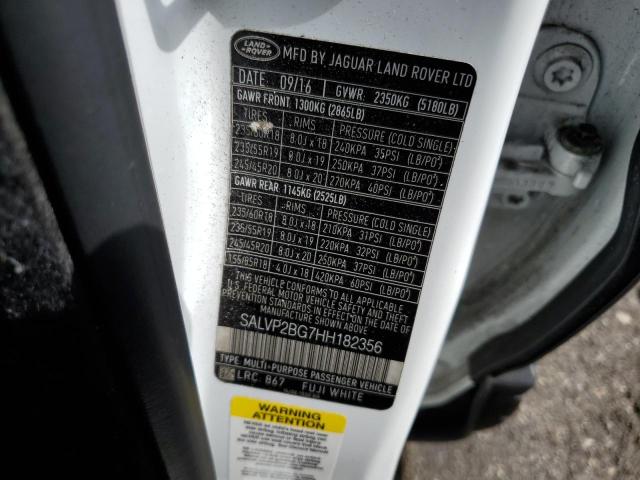 LAND ROVER
MFD BY JAGUAR LAND ROVER LTD
DATE: 09/16 GVWR: 2350KG (5180LB)
GAWR FRONT: 1300KG (2865LB)
TIRES RIMS PRESSURE (COLD SINGLE)
8.0J x 18 240KPA 35PSI (LB/PO²)
235/55R19 8.0J x 19 250KPA 37PSI (LB/PO²)
245/45R20 8.0J x 20 270KPA 40PSI (LB/PO²)
GAWR REAR 1145KG (2525LB)
TIRES RIMS PRESSURE (COLD SINGLE)
235/60R18 8.0J x 18 210KPA 31PSI (LB/PO²)
235/55R19 8.0J x 19 220KPA 32PSI (LB/PO²)
245/45R20 8.0J x 20 250KPA 37PSI (LB/PO²)
155/85R18 4.0J x 18 420KPA 60PSI (LB/PO²)
THIS VEHICLE CONFORMS TO ALL APPLICABLE
U.S. FEDERAL MOTOR VEHICLE SAFETY AND THEFT
PREVENTION STANDARDS IN EFFECT ON THE DATE OF
MANUFACTURE SHOWN ABOVE
SALVP2BG7HH182356
TYPE: MULTI-PURPOSE PASSENGER VEHICLE
LRC: 867 FUJI WHITE
WARNING
ATTENTION